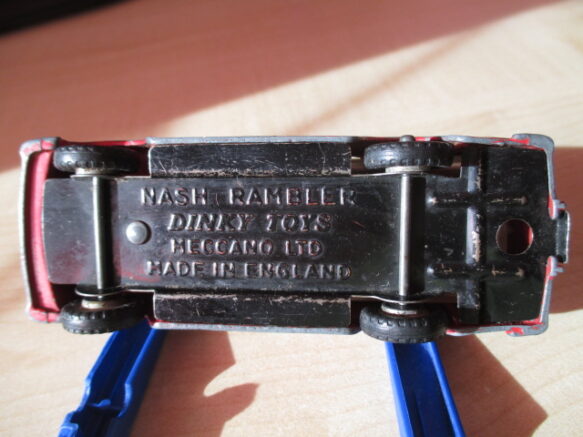 NASH RAMBLER
DINKY TOYS
MECCANO LTD
MADE IN ENGLAND